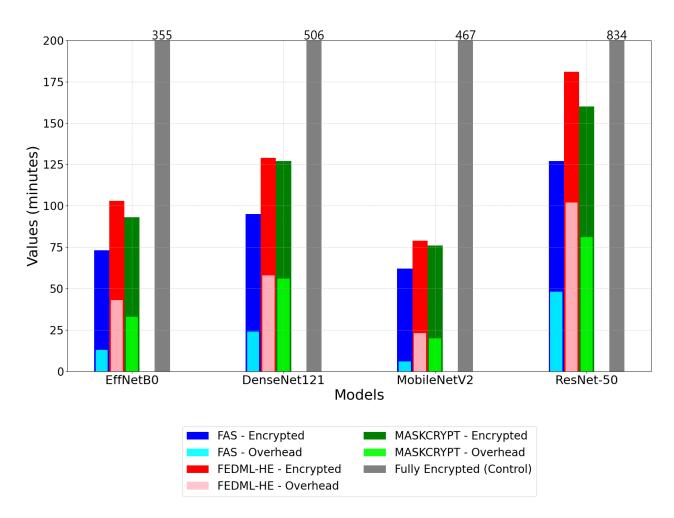 355 506 467 834
200
175
150
125
100
75
50
25
0
Values (minutes)
EffNetB0 DenseNet121 MobileNetV2 ResNet-50
Models
FAS - Encrypted
FAS - Overhead
FEDML-HE - Encrypted
FEDML-HE - Overhead
MASKCRYPT - Encrypted
MASKCRYPT - Overhead
Fully Encrypted (Control)